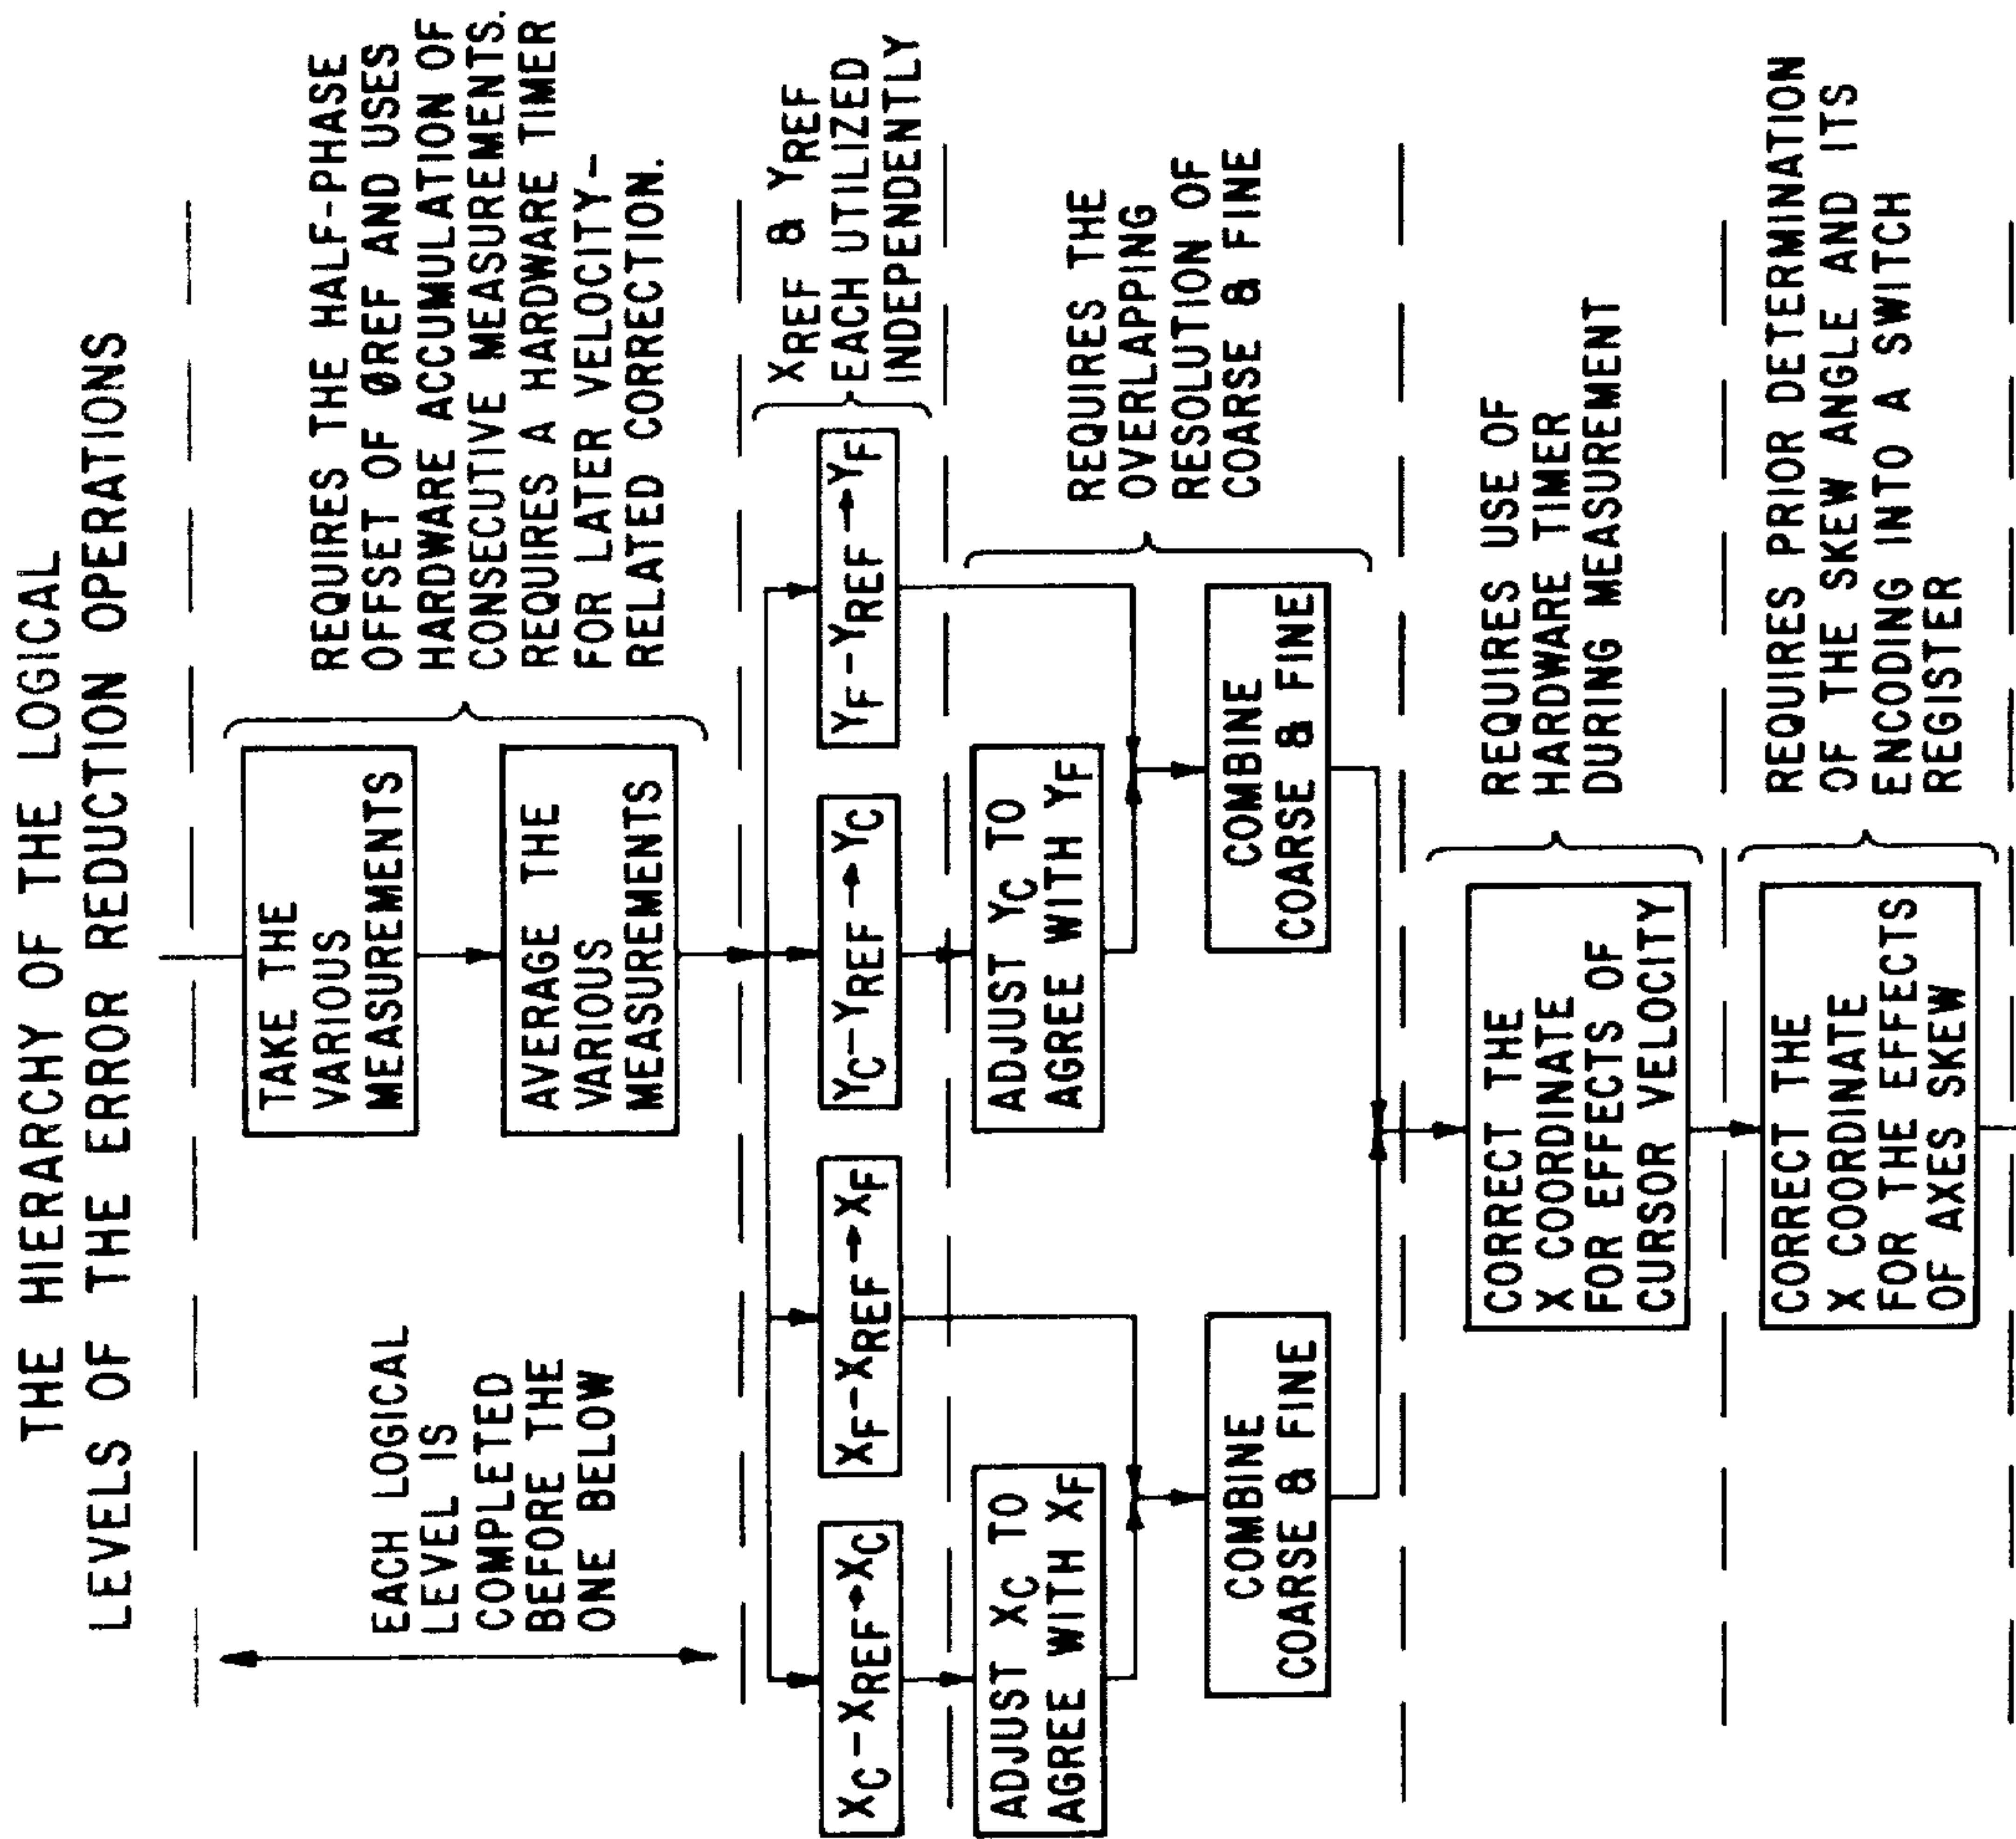 THE HIERARCHY OF THE LOGICAL
LEVELS OF THE ERROR REDUCTION OPERATIONS
EACH LOGICAL
LEVEL IS
COMPLETED
BEFORE THE
ONE BELOW
TAKE THE
VARIOUS
MEASUREMENTS
AVERAGE THE
VARIOUS
MEASUREMENTS
REQUIRES THE HALF-PHASE
OFFSET OF ØREF AND USES
HARDWARE ACCUMULATION OF
CONSECUTIVE MEASUREMENTS.
REQUIRES A HARDWARE TIMER
FOR LATER VELOCITY-
RELATED CORRECTION.
XC-XREF→XC
XF-XREF→XF
YC-YREF→YC
YF-YREF→YF
XREF & YREF
EACH UTILIZED
INDEPENDENTLY
ADJUST XC TO
AGREE WITH XF
ADJUST YC TO
AGREE WITH YF
COMBINE
COARSE & FINE
COMBINE
COARSE & FINE
REQUIRES THE
OVERLAPPING
RESOLUTION OF
COARSE & FINE
CORRECT THE
X COORDINATE
FOR EFFECTS OF
CURSOR VELOCITY
REQUIRES USE OF
HARDWARE TIMER
DURING MEASUREMENT
CORRECT THE
X COORDINATE
FOR THE EFFECTS
OF AXES SKEW
REQUIRES PRIOR DETERMINATION
OF THE SKEW ANGLE AND ITS
ENCODING INTO A SWITCH
REGISTER